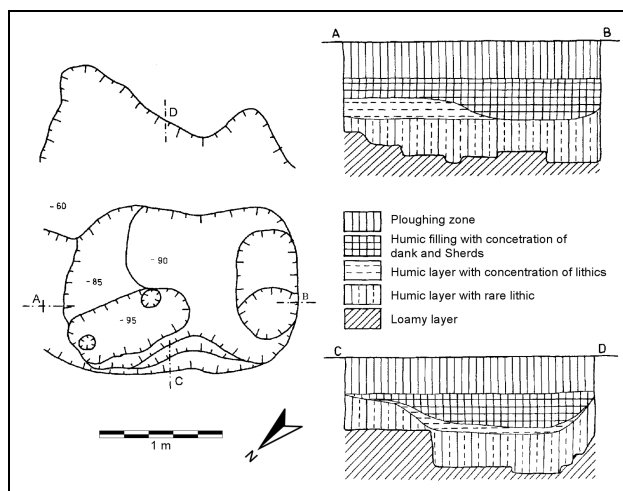 D
- 60
- 90
- 85
A
B
- 95
C
N
1 m
A B
Ploughing zone
Humic filling with concetration of
dank and Sherds
Humic layer with concentration of lithics
Humic layer with rare lithic
Loamy layer
C D